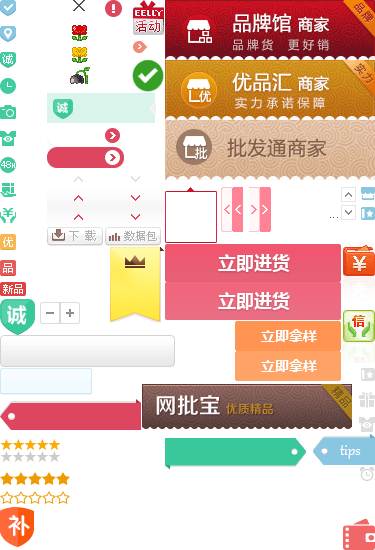 EELLY
活动
品牌馆 商家
品牌货 更好销
品牌
品
诚
优品汇 商家
实力承诺保障
实力
优
诚
批发通商家
批
48H
下 载
数据包
...
优
品
新品
立即进货
¥
诚
立即进货
信
立即拿样
立即拿样
网批宝 优质精品
精品
tips
补